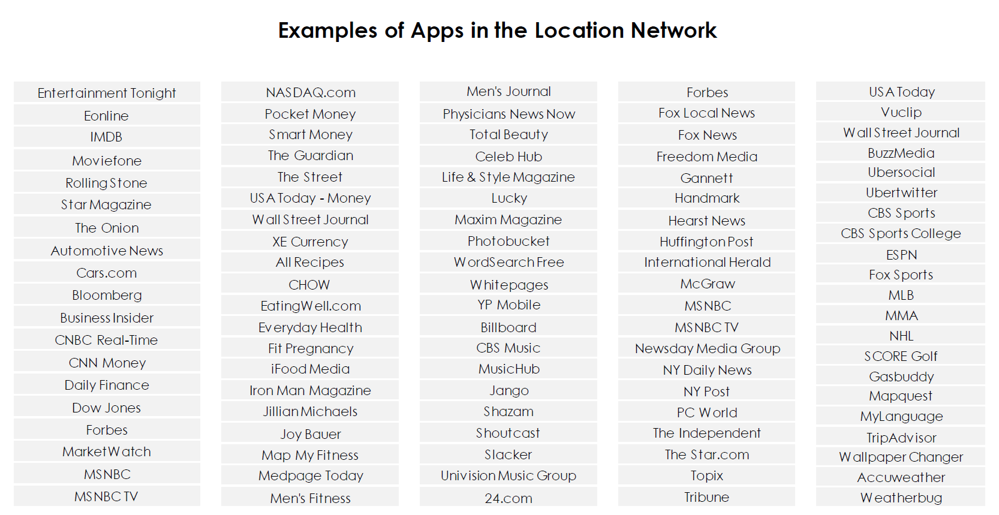 Examples of Apps in the Location Network
Entertainment Tonight
Eonline
IMDB
Moviefone
Rolling Stone
Star Magazine
The Onion
Automotive News
Cars.com
Bloomberg
Business Insider
CNBC Real-Time
CNN Money
Daily Finance
Dow Jones
Forbes
MarketWatch
MSNBC
MSNBC TV
NASDAQ.com
Pocket Money
Smart Money
The Guardian
The Street
USA Today - Money
Wall Street Journal
XE Currency
All Recipes
CHOW
EatingWell.com
Everyday Health
Fit Pregnancy
iFood Media
Iron Man Magazine
Jillian Michaels
Joy Bauer
Map My Fitness
Medpage Today
Men's Fitness
Men's Journal
Physicians News Now
Total Beauty
Celeb Hub
Life & Style Magazine
Lucky
Maxim Magazine
Photobucket
WordSearch Free
Whitepages
YP Mobile
Billboard
CBS Music
MusicHub
Jango
Shazam
Shoutcast
Slacker
Univision Music Group
24.com
Forbes
Fox Local News
Fox News
Freedom Media
Gannett
Handmark
Hearst News
Huffington Post
International Herald
McGraw
MSNBC
MSNBC TV
Newsday Media Group
NY Daily News
NY Post
PC World
The Independent
The Star.com
Topix
Tribune
USA Today
Vuclip
Wall Street Journal
BuzzMedia
Ubersocial
Ubertwitter
CBS Sports
CBS Sports College
ESPN
Fox Sports
MLB
MMA
NHL
SCORE Golf
Gasbuddy
Mapquest
MyLanguage
TripAdvisor
Wallpaper Changer
Accuweather
Weatherbug